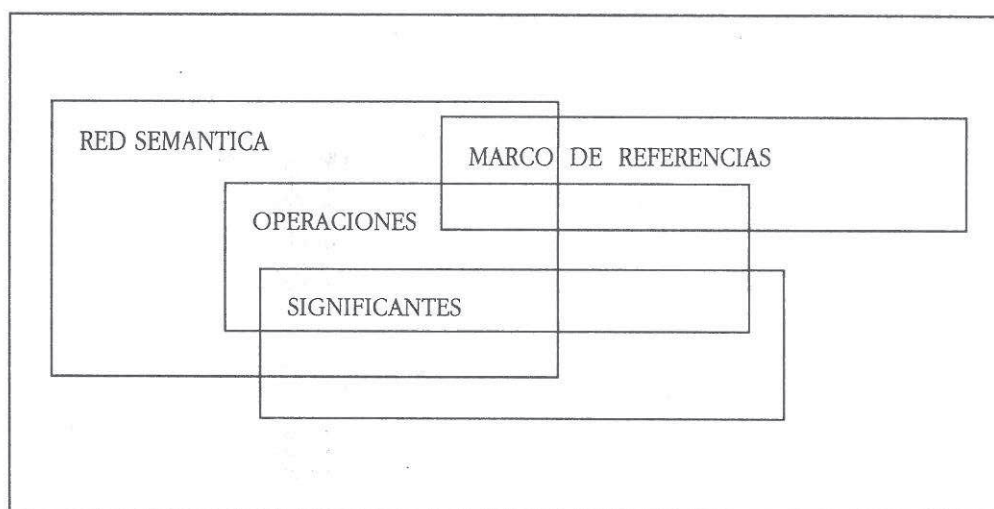 RED SEMANTICA
MARCO DE REFERENCIAS
OPERACIONES
SIGNIFICANTES